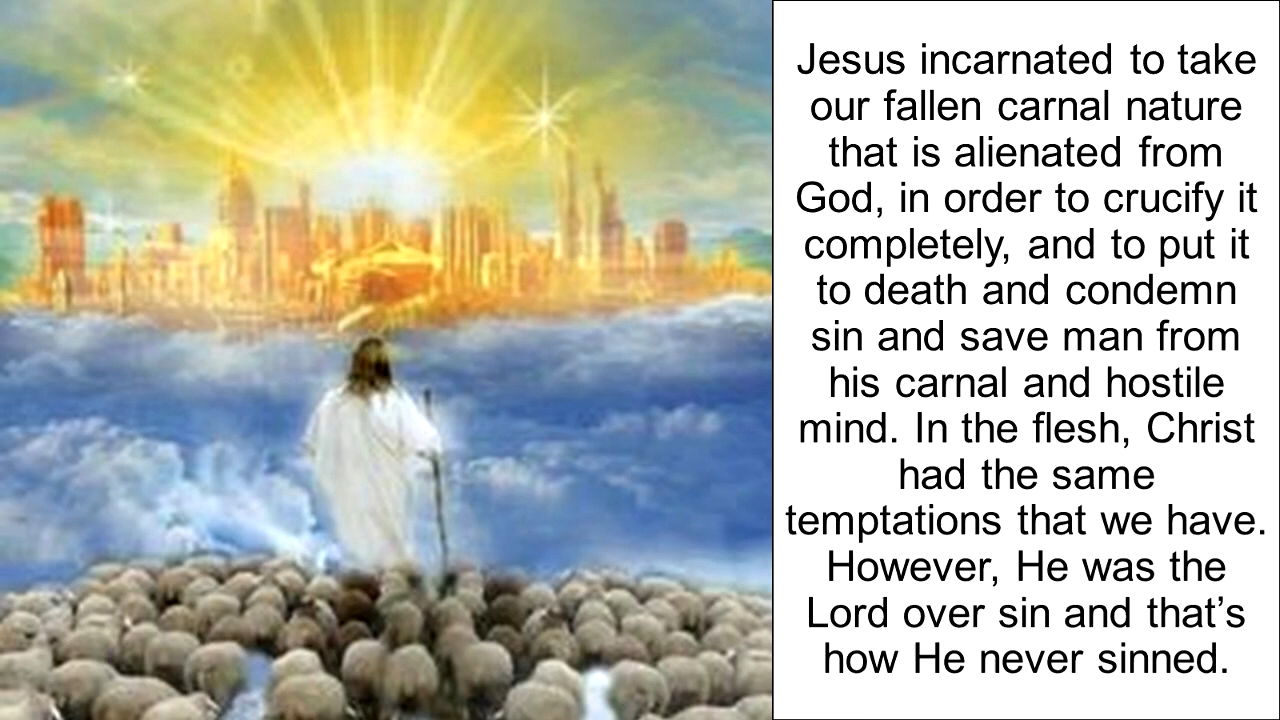 Jesus incarnated to take
our fallen carnal nature
that is alienated from
God, in order to crucify it
completely, and to put it
to death and condemn
sin and save man from
his carnal and hostile
mind. In the flesh, Christ
had the same
temptations that we have.
However, He was the
Lord over sin and that’s
how He never sinned.